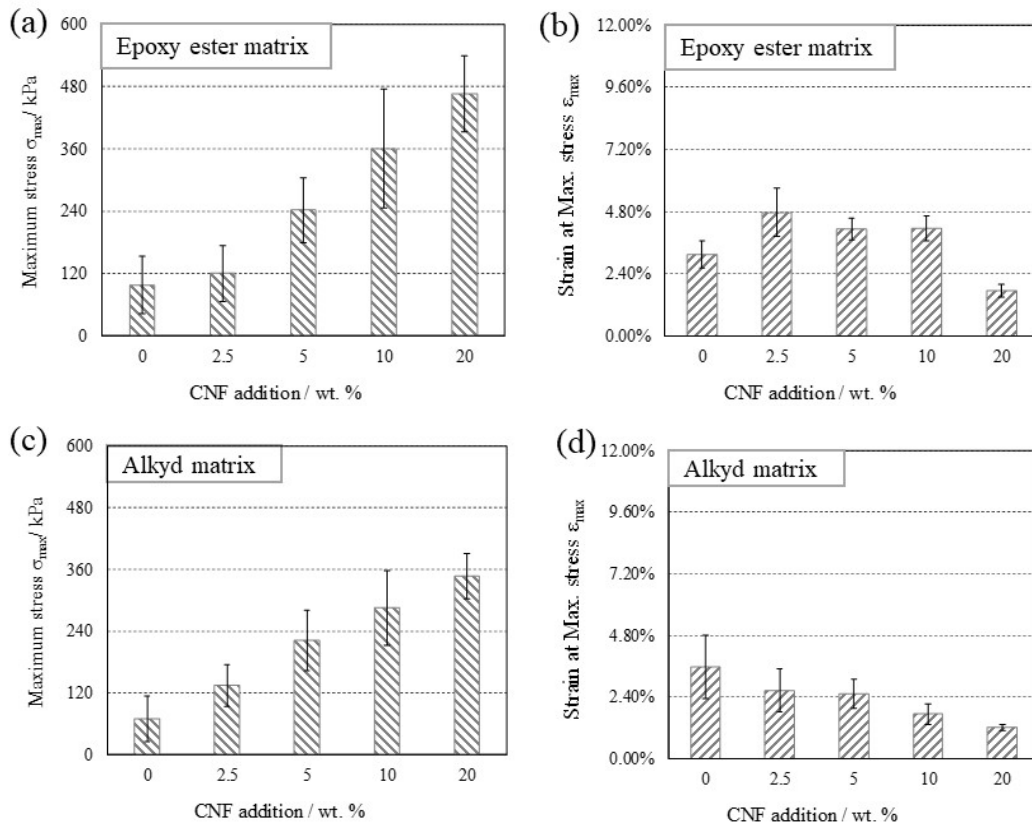 (a)
Epoxy ester matrix
Maximum stress σmax/ kPa
600
480
360
240
120
0
0 2.5 5 10 20
CNF addition / wt. %
(b)
Epoxy ester matrix
Strain at Max. stress εmax
12.00%
9.60%
7.20%
4.80%
2.40%
0.00%
0 2.5 5 10 20
CNF addition / wt. %
(c)
Alkyd matrix
Maximum stress σmax/ kPa
600
480
360
240
120
0
0 2.5 5 10 20
CNF addition / wt. %
(d)
Alkyd matrix
Strain at Max. stress εmax
12.00%
9.60%
7.20%
4.80%
2.40%
0.00%
0 2.5 5 10 20
CNF addition / wt. %